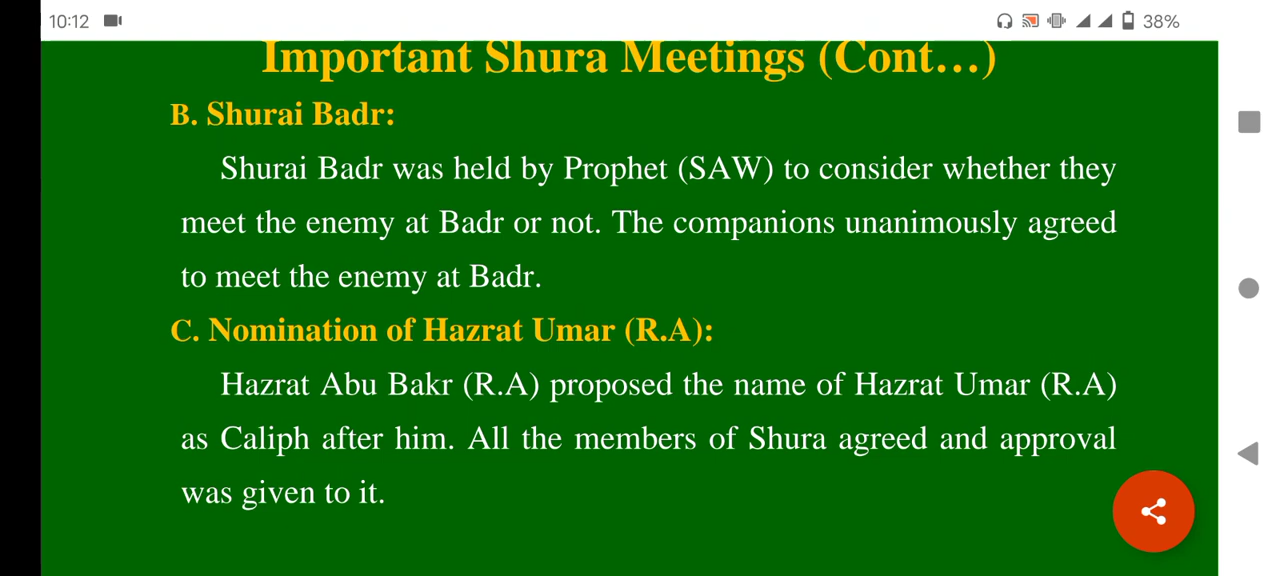 10:12
38%
Important Shura Meetings (Cont…)
B. Shurai Badr:
Shurai Badr was held by Prophet (SAW) to consider whether they
meet the enemy at Badr or not. The companions unanimously agreed
to meet the enemy at Badr.
C. Nomination of Hazrat Umar (R.A):
Hazrat Abu Bakr (R.A) proposed the name of Hazrat Umar (R.A)
as Caliph after him. All the members of Shura agreed and approval
was given to it.